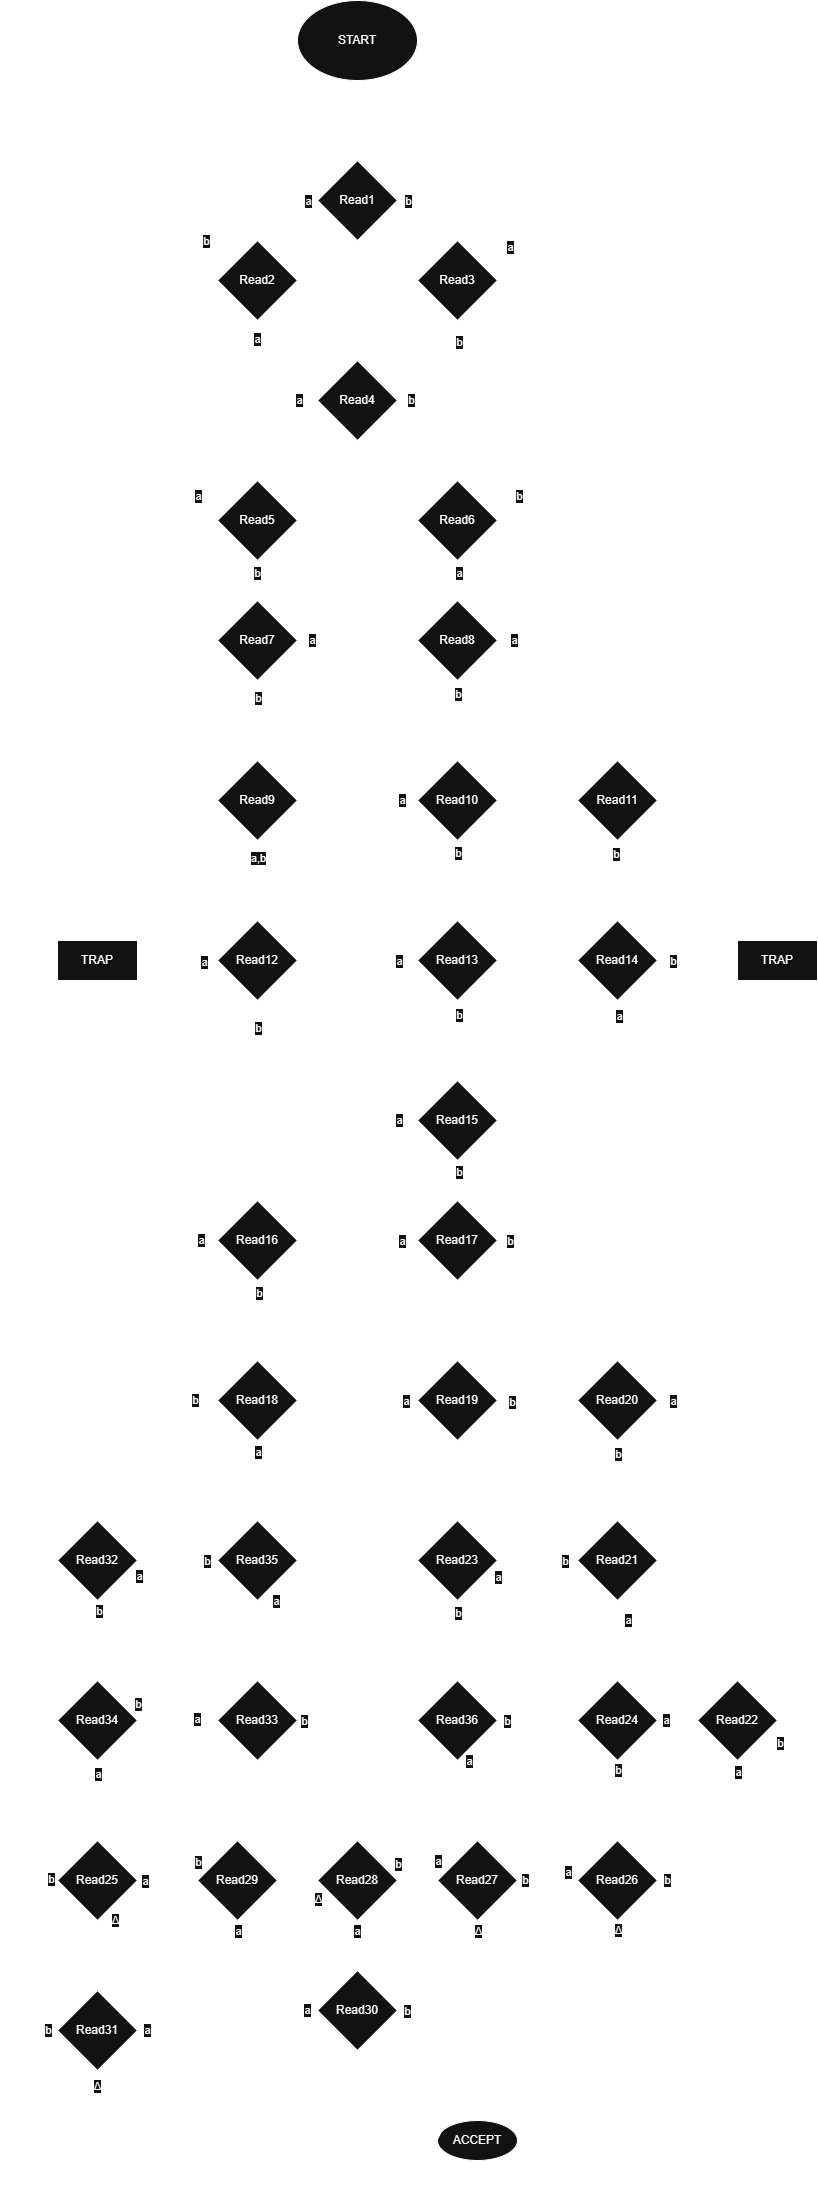 START
a Read1 b
b a
Read2 Read3
a b
a Read4 b
a b
Read5 Read6
b a
Read7 a Read8 a
b b
Read9 a Read10 Read11
a,b b b
TRAP a Read12 a Read13 Read14 b TRAP
b b a
a Read15
b
a Read16 a Read17 b
b
b Read18 a Read19 b Read20 a
a b
Read32 b Read35 Read23 b Read21
a a
b a b a
b
Read34 a Read33 b Read36 b Read24 a Read22
b
a a b a
b b a a
b Read25 a Read29 Read28 Read27 b Read26 b
Δ
Δ a a Δ Δ
a Read30 b
b Read31 a
Δ
ACCEPT